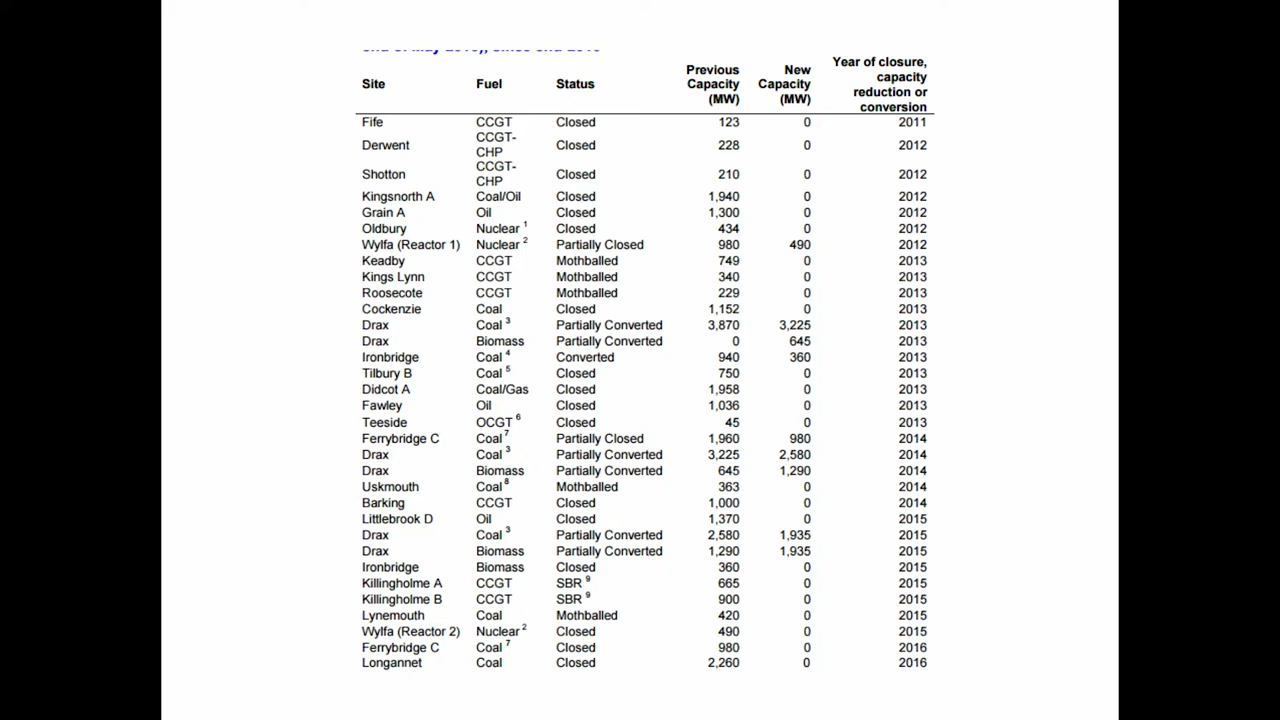 Site Fuel Status Previous Capacity (MW) New Capacity (MW) Year of closure, capacity reduction or conversion
Fife CCGT Closed 123 0 2011
Derwent CCGT-CHP Closed 228 0 2012
Shotton CCGT-CHP Closed 210 0 2012
Kingsnorth A Coal/Oil Closed 1,940 0 2012
Grain A Oil Closed 1,300 0 2012
Oldbury Nuclear 1 Closed 434 0 2012
Wylfa (Reactor 1) Nuclear 2 Partially Closed 980 490 2012
Keadby CCGT Mothballed 749 0 2013
Kings Lynn CCGT Mothballed 340 0 2013
Roosecote CCGT Mothballed 229 0 2013
Cockenzie Coal Closed 1,152 0 2013
Drax Coal 3 Partially Converted 3,870 3,225 2013
Drax Biomass Partially Converted 0 645 2013
Ironbridge Coal 4 Converted 940 360 2013
Tilbury B Coal 5 Closed 750 0 2013
Didcot A Coal/Gas Closed 1,958 0 2013
Fawley Oil Closed 1,036 0 2013
Teeside OCGT 6 Closed 45 0 2013
Ferrybridge C Coal 7 Partially Closed 1,960 980 2014
Drax Coal 3 Partially Converted 3,225 2,580 2014
Drax Biomass Partially Converted 645 1,290 2014
Uskmouth Coal 8 Mothballed 363 0 2014
Barking CCGT Closed 1,000 0 2014
Littlebrook D Oil Closed 1,370 0 2015
Drax Coal 3 Partially Converted 2,580 1,935 2015
Drax Biomass Partially Converted 1,290 1,935 2015
Ironbridge Biomass Closed 360 0 2015
Killingholme A CCGT SBR 9 665 0 2015
Killingholme B CCGT SBR 9 900 0 2015
Lynemouth Coal Mothballed 420 0 2015
Wylfa (Reactor 2) Nuclear 2 Closed 490 0 2015
Ferrybridge C Coal 7 Closed 980 0 2016
Longannet Coal Closed 2,260 0 2016